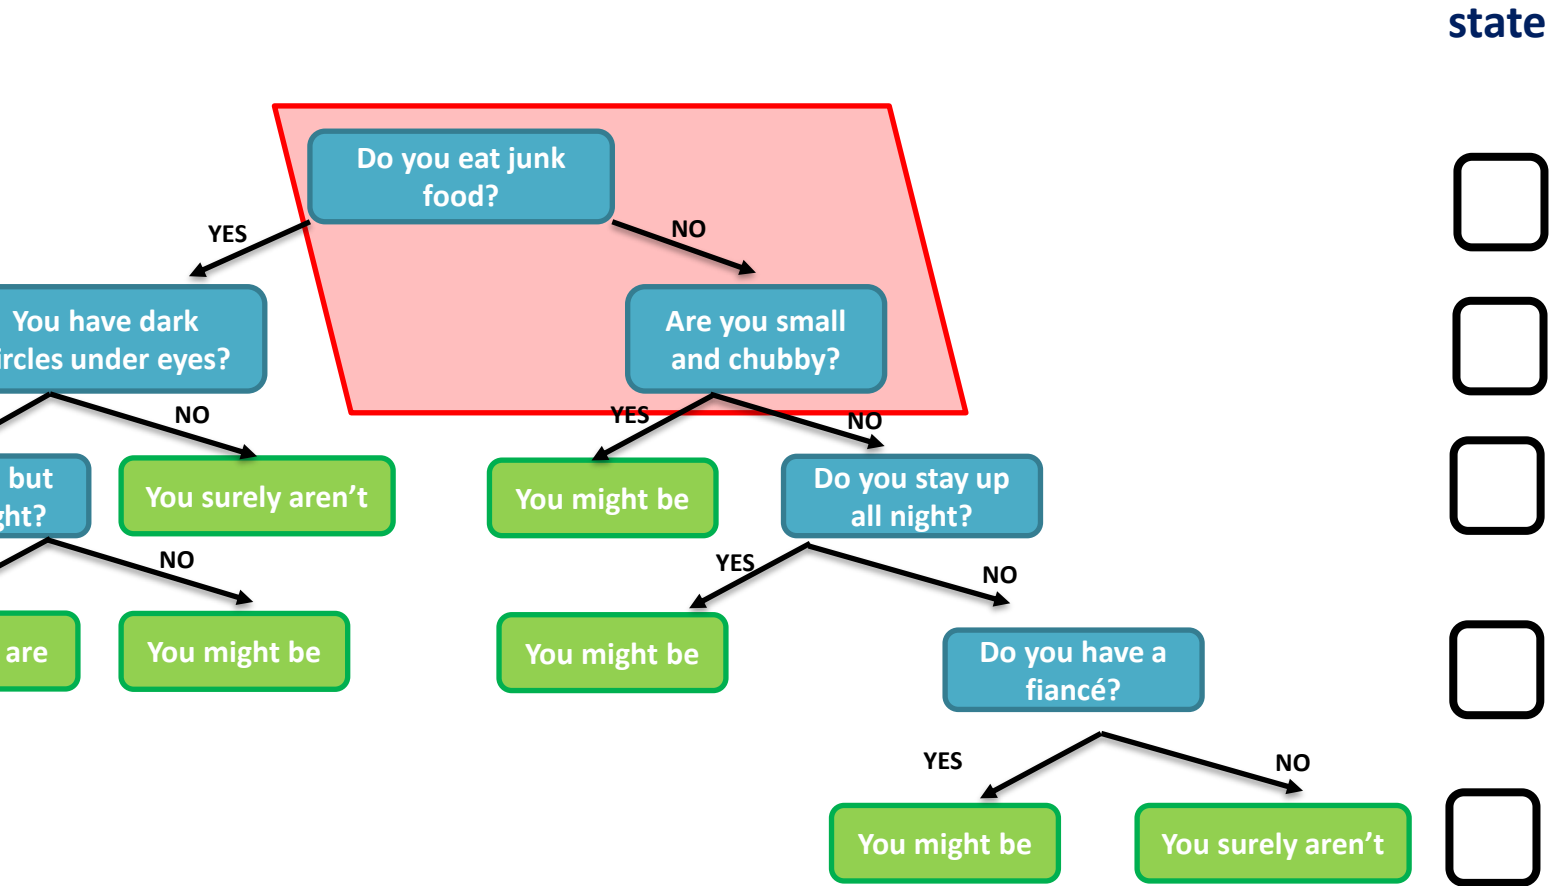 state
Do you eat junk
food?
YES
NO
You have dark
ircles under eyes?
Are you small
and chubby?
NO
YES
NO
but
ght?
You surely aren't
You might be
Do you stay up
all night?
NO
YES
NO
are
You might be
You might be
Do you have a
fiancé?
YES
NO
You might be
You surely aren't